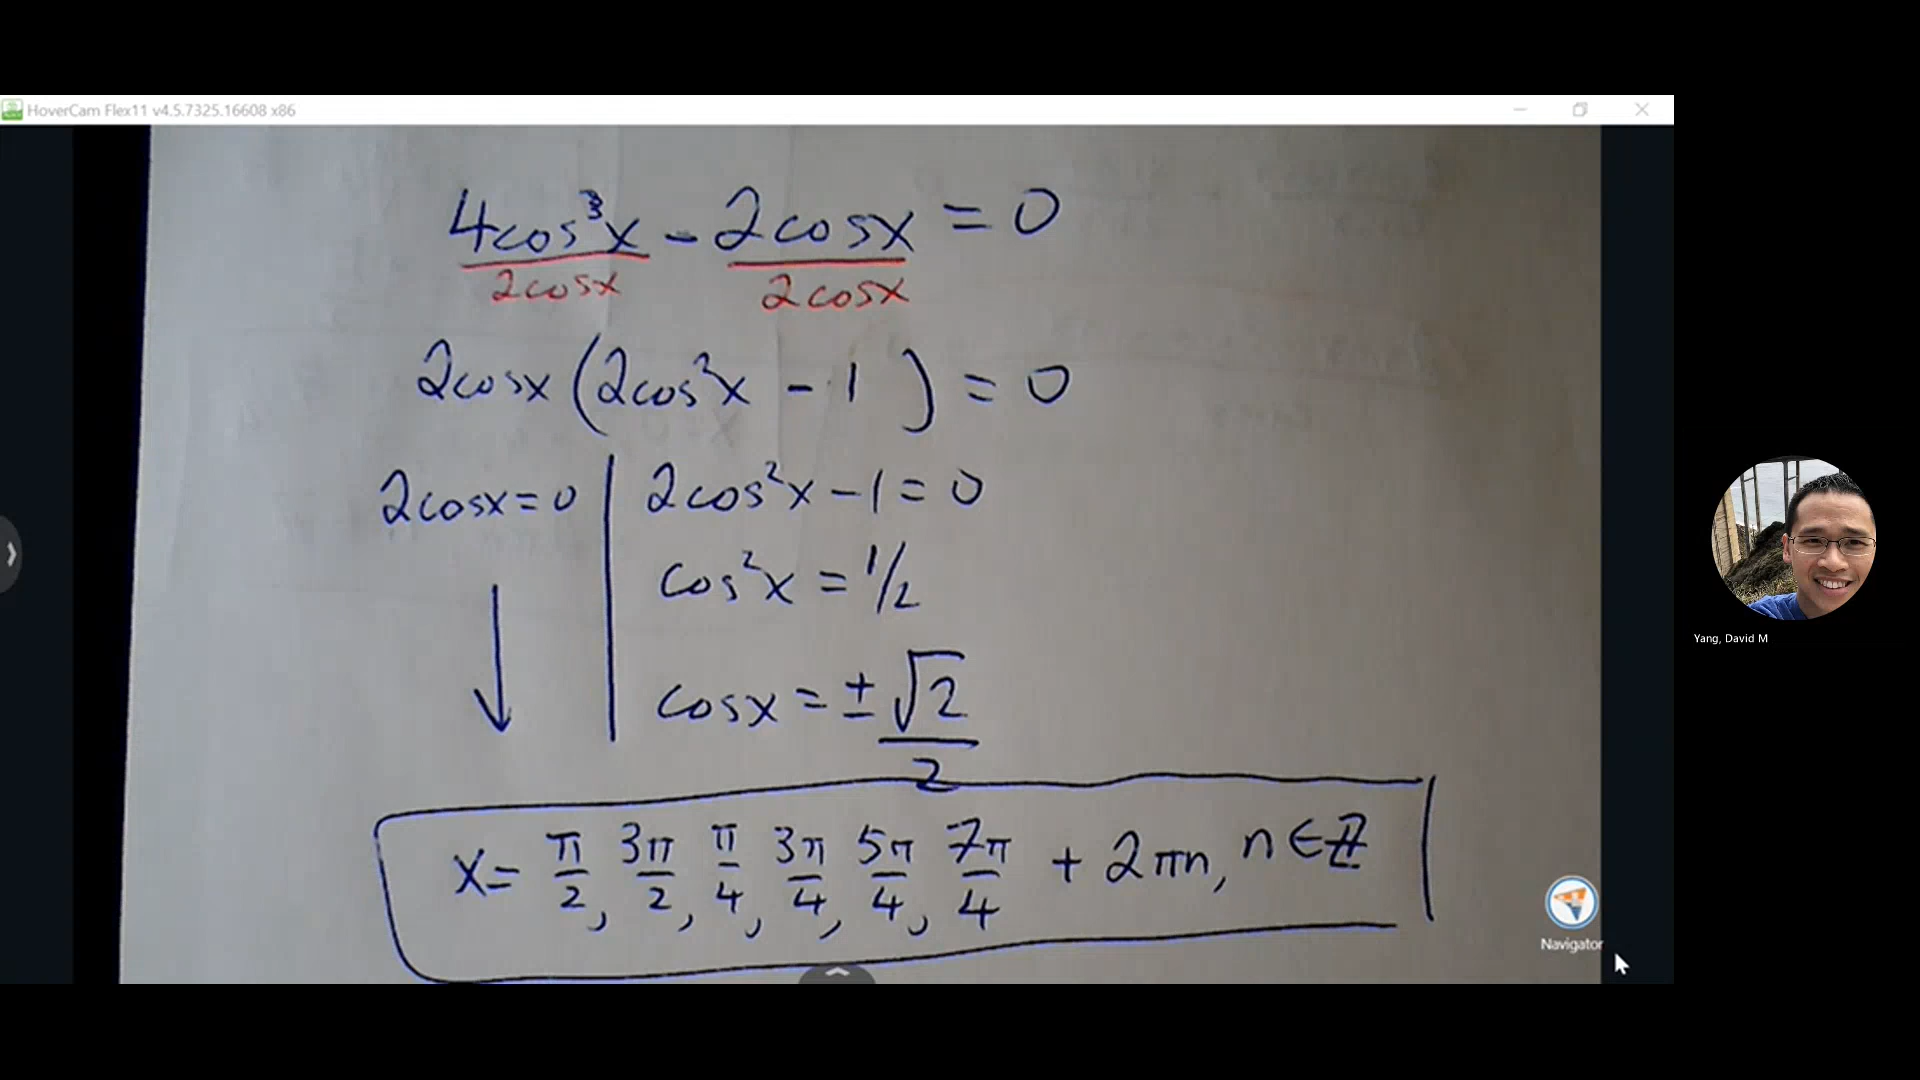 HoverCam Flex11 v4.5.7325.16608 x86
4cos³x - 2cosx = 0
2cosx 2cosx
2cosx(2cos²x - 1) = 0
2cosx = 0 | 2cos²x - 1 = 0
cos²x = 1/2
cosx = ± √2/2
x = π/2, 3π/2, π/4, 3π/4, 5π/4, 7π/4 + 2πn, n∈ℤ
Navigator
Yang, David M